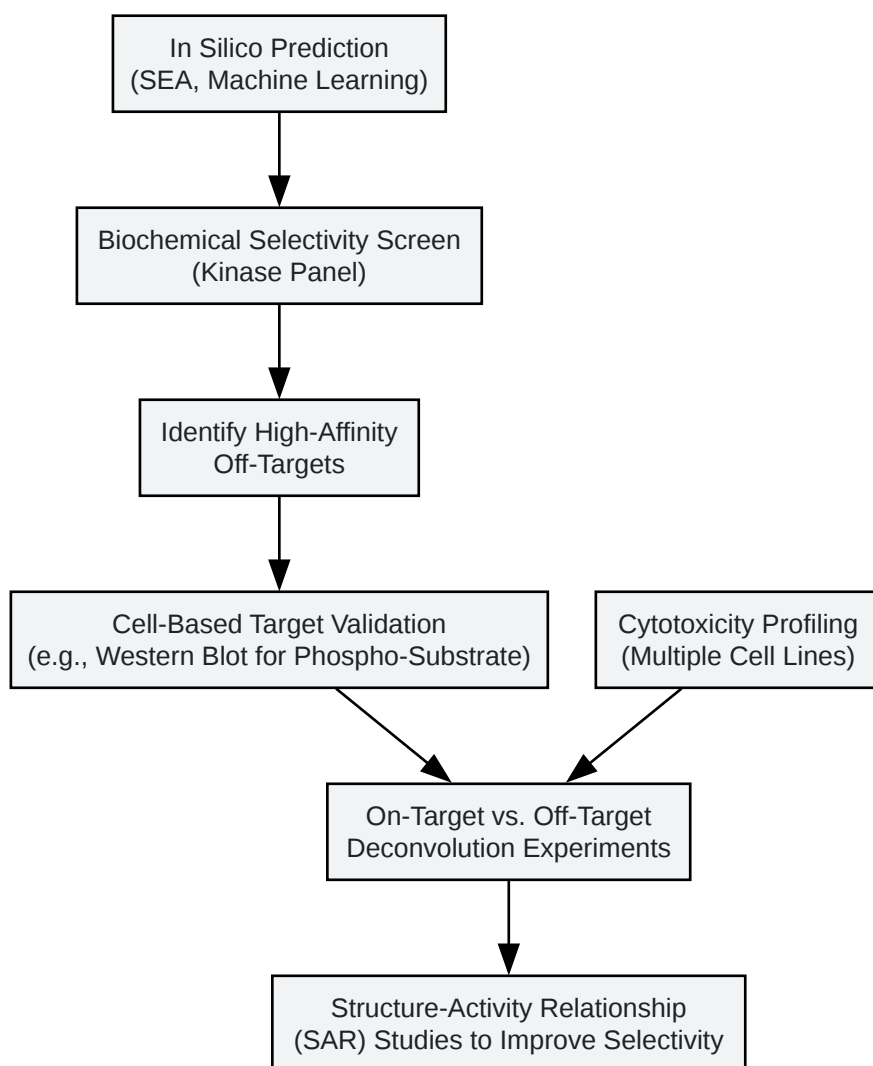 In Silico Prediction
(SEA, Machine Learning)
Biochemical Selectivity Screen
(Kinase Panel)
Identify High-Affinity
Off-Targets
Cell-Based Target Validation
(e.g., Western Blot for Phospho-Substrate)
Cytotoxicity Profiling
(Multiple Cell Lines)
On-Target vs. Off-Target
Deconvolution Experiments
Structure-Activity Relationship
(SAR) Studies to Improve Selectivity